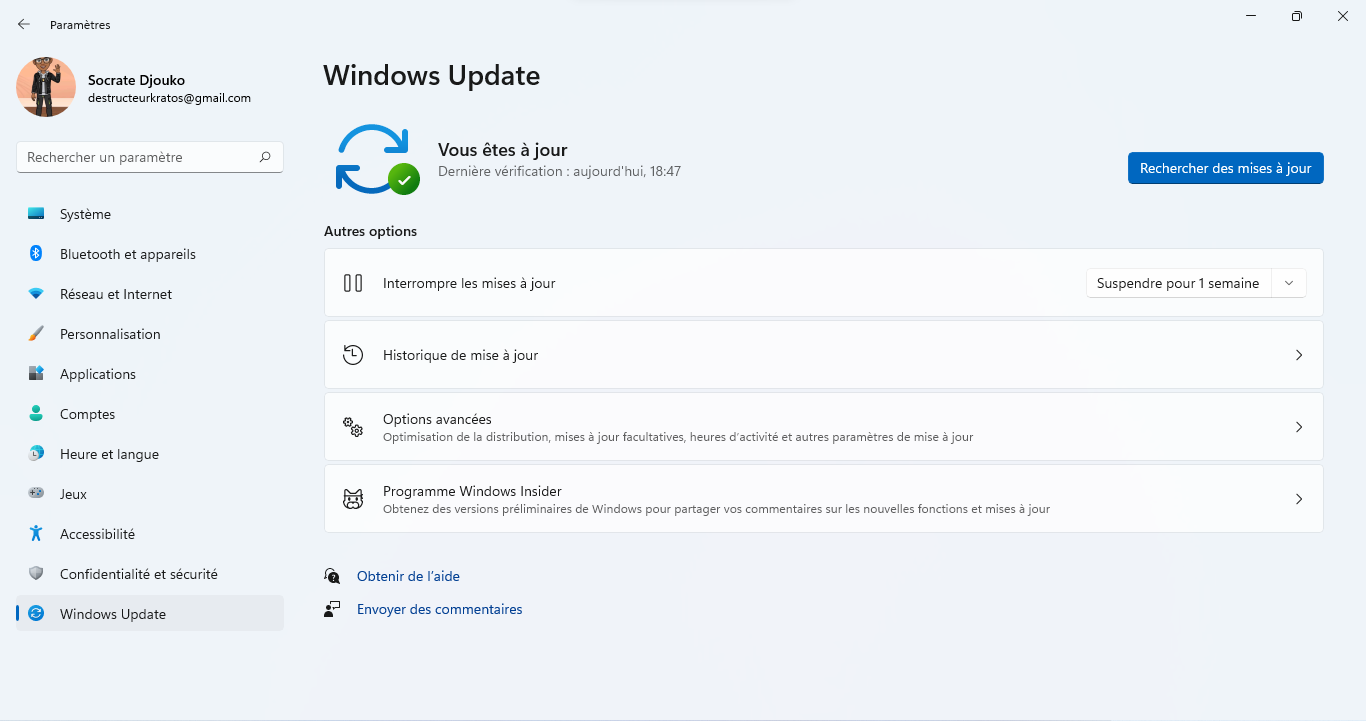 Paramètres
Socrate Djouko
destructeurkratos@gmail.com
Rechercher un paramètre
Système
Bluetooth et appareils
Réseau et Internet
Personnalisation
Applications
Comptes
Heure et langue
Jeux
Accessibilité
Confidentialité et sécurité
Windows Update
Windows Update
Vous êtes à jour
Dernière vérification : aujourd'hui, 18:47
Rechercher des mises à jour
Autres options
Interrompre les mises à jour
Suspendre pour 1 semaine
Historique de mise à jour
Options avancées
Optimisation de la distribution, mises à jour facultatives, heures d’activité et autres paramètres de mise à jour
Programme Windows Insider
Obtenez des versions préliminaires de Windows pour partager vos commentaires sur les nouvelles fonctions et mises à jour
Obtenir de l’aide
Envoyer des commentaires